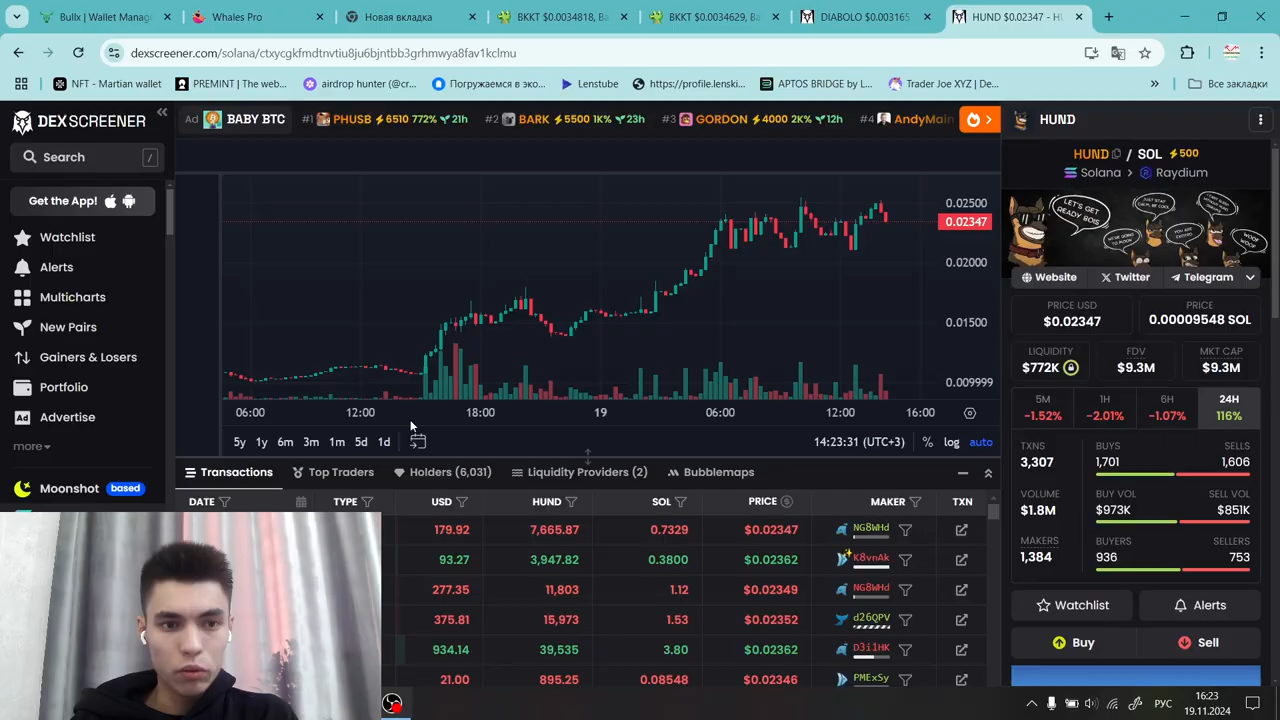 Bullx | Wallet Manag
Whales Pro
Новая вкладка
BKKT $0.0034818, Ba
BKKT $0.0034629, Ba
DIABOLO $0.003165
HUND $0.02347 - HU
dexscreener.com/solana/ctxycgkfmdtnvtiu8ju6bjntbb3grhmwya8fav1kclmu
NFT - Martian wallet
PREMINT | The web...
airdrop hunter (@cr...
Погружаемся в эко...
Lenstube
https://profile.lenski...
APTOS BRIDGE by L...
Trader Joe XYZ | De...
»
Все закладки
DEXSCREENER
Ad BABY BTC
#1 PHUSB 6510 772% 21h
#2 BARK 5500 1K% 23h
#3 GORDON 4000 2K% 12h
#4 AndyMain
HUND
Search /
Get the App!
Watchlist
Alerts
Multicharts
New Pairs
Gainers & Losers
Portfolio
Advertise
more
Moonshot based
0.02500
0.02347
0.02000
0.01500
0.009999
06:00 12:00 18:00 19 06:00 12:00 16:00
5y 1y 6m 3m 1m 5d 1d
14:23:31 (UTC+3) % log auto
Transactions
Top Traders
Holders (6,031)
Liquidity Providers (2)
Bubblemaps
DATE TYPE USD HUND SOL PRICE MAKER TXN
179.92 7,665.87 0.7329 $0.02347 NG8WHd
93.27 3,947.82 0.3800 $0.02362 K8vnAk
277.35 11,803 1.12 $0.02349 NG8WHd
375.81 15,973 1.53 $0.02352 d26QPV
934.14 39,535 3.80 $0.02362 D3i1HK
21.00 895.25 0.08548 $0.02346 PMExSy
HUND / SOL 500
Solana > Raydium
LET'S GET READY BOIS
Website
Twitter
Telegram
PRICE USD
$0.02347
PRICE
0.00009548 SOL
LIQUIDITY
$772K
FDV
$9.3M
MKT CAP
$9.3M
5M
-1.52%
1H
-2.01%
6H
-1.07%
24H
116%
TXNS
3,307
BUYS
1,701
SELLS
1,606
VOLUME
$1.8M
BUY VOL
$973K
SELL VOL
$851K
MAKERS
1,384
BUYERS
936
SELLERS
753
Watchlist
Alerts
Buy
Sell
РУС
16:23
19.11.2024